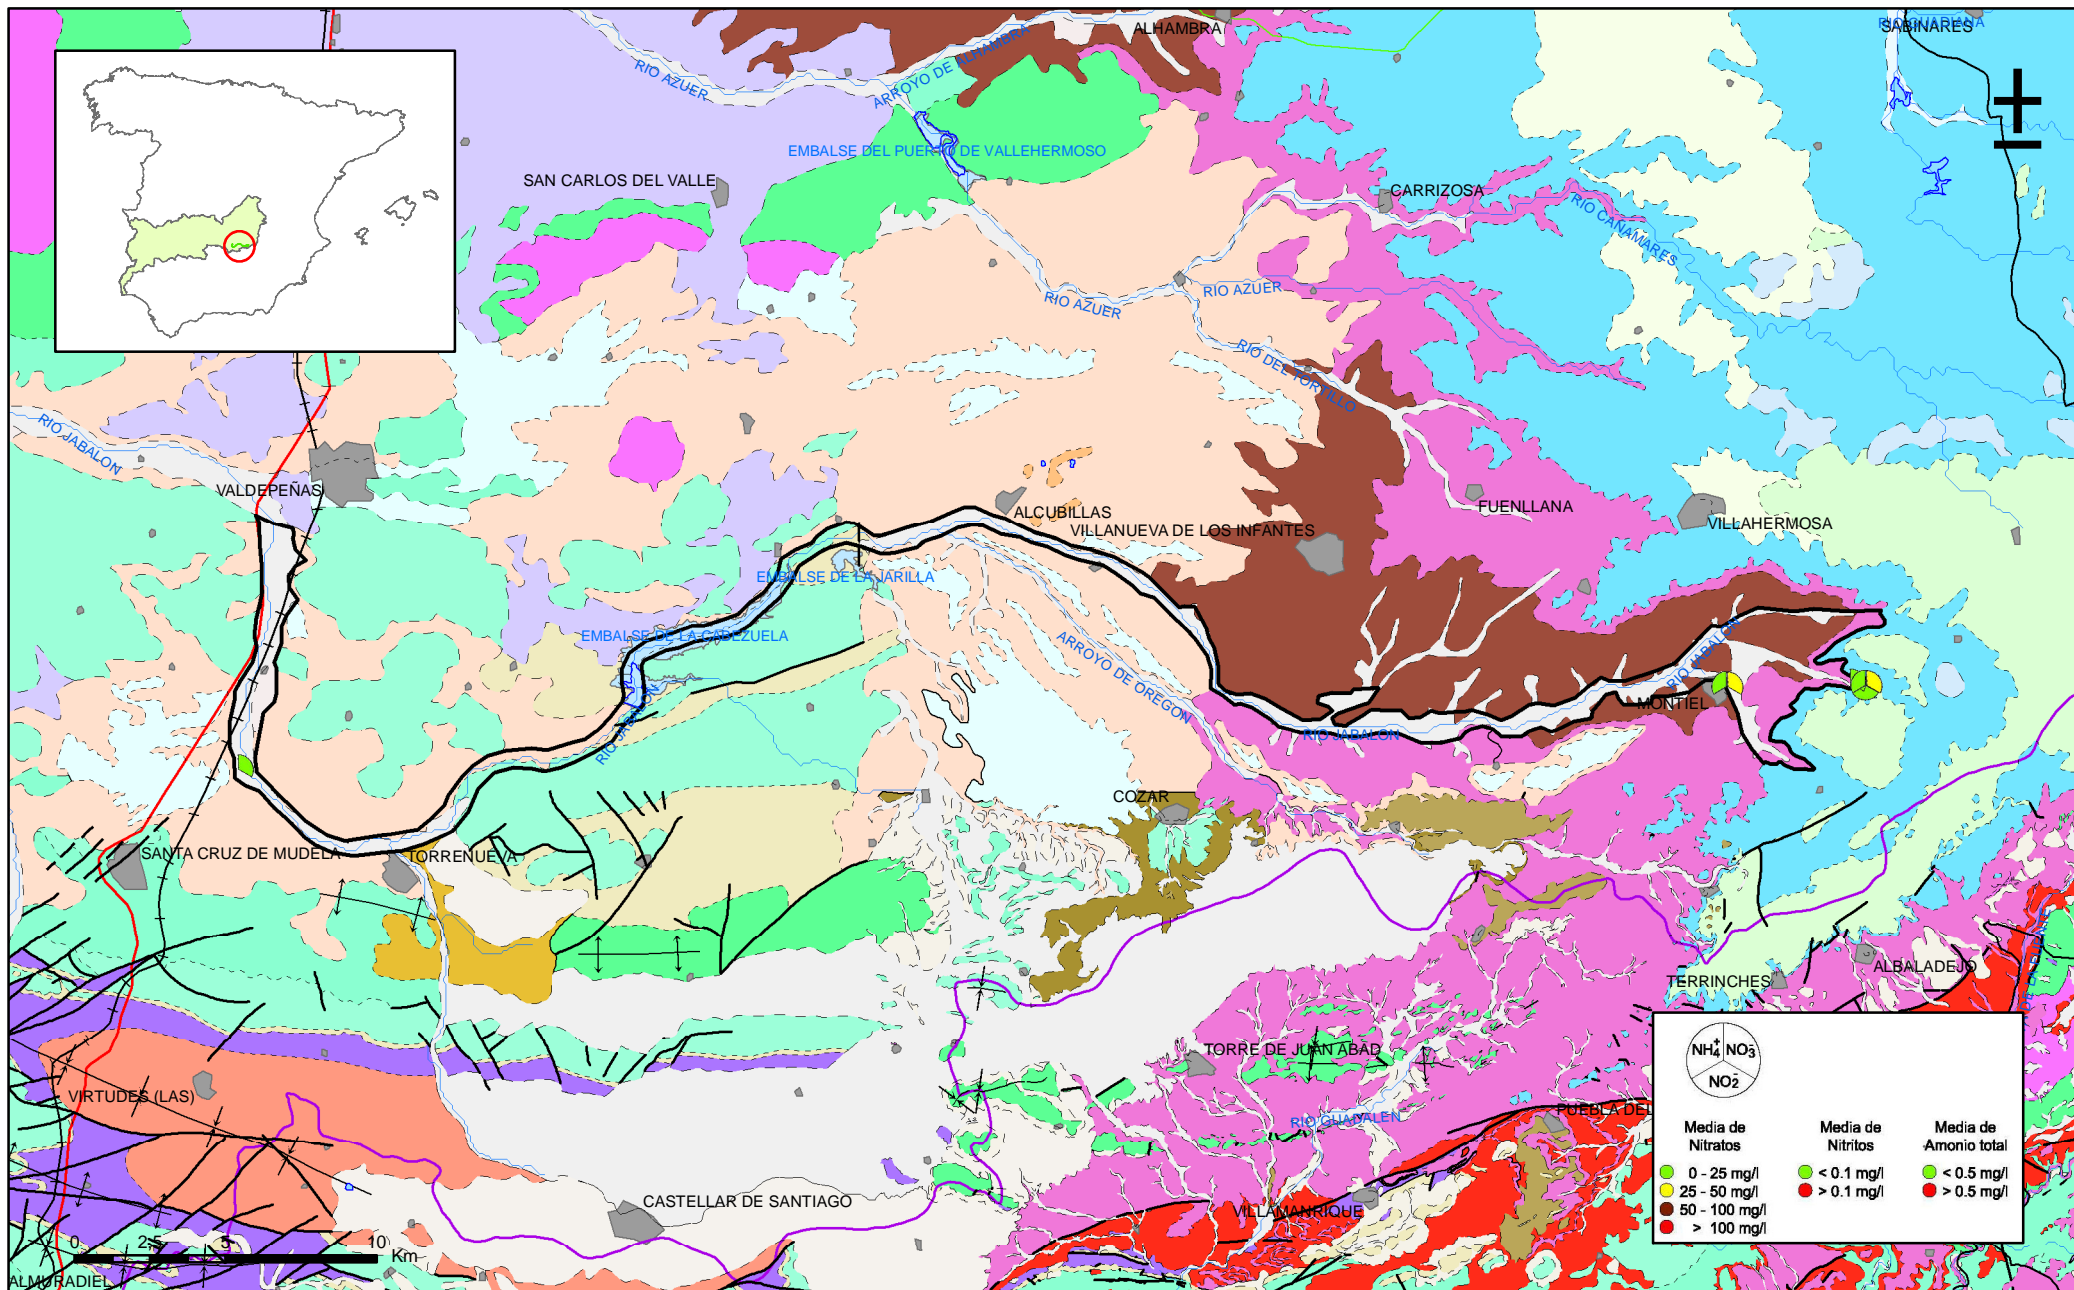 ALHAMBRA
RIO GUADIANA
SABINARES
RIO AZUER
ARROYO DE ALHAMBRA
EMBALSE DEL PUERTO DE VALLEHERMOSO
SAN CARLOS DEL VALLE
CARRIZOSA
RIO CAÑAMARES
RIO AZUER
RIO AZUER
RIO DEL TORTILLO
RIO JABALON
VALDEPEÑAS
ALCUBILLAS
VILLANUEVA DE LOS INFANTES
FUENLLANA
VILLAHERMOSA
EMBALSE DE LA JARILLA
EMBALSE DE LA CABEZUELA
RIO JABALON
ARROYO DE OREGON
RIO JABALON
MONTIEL
RIO JABALON
COZAR
SANTA CRUZ DE MUDELA
TORRENUEVA
TERRINCHES
ALBALADEJO
TORRE DE JUAN ABAD
VIRTUDES (LAS)
RIO GUADALEN
PUEBLA DEL
CASTELLAR DE SANTIAGO
VILLAMANRIQUE
ALMURADIEL
0 2,5 5 10
Km
NH4+ NO3-
NO2-
Media de Nitratos
0 - 25 mg/l
25 - 50 mg/l
50 - 100 mg/l
> 100 mg/l
Media de Nitritos
< 0.1 mg/l
> 0.1 mg/l
Media de Amonio total
< 0.5 mg/l
> 0.5 mg/l